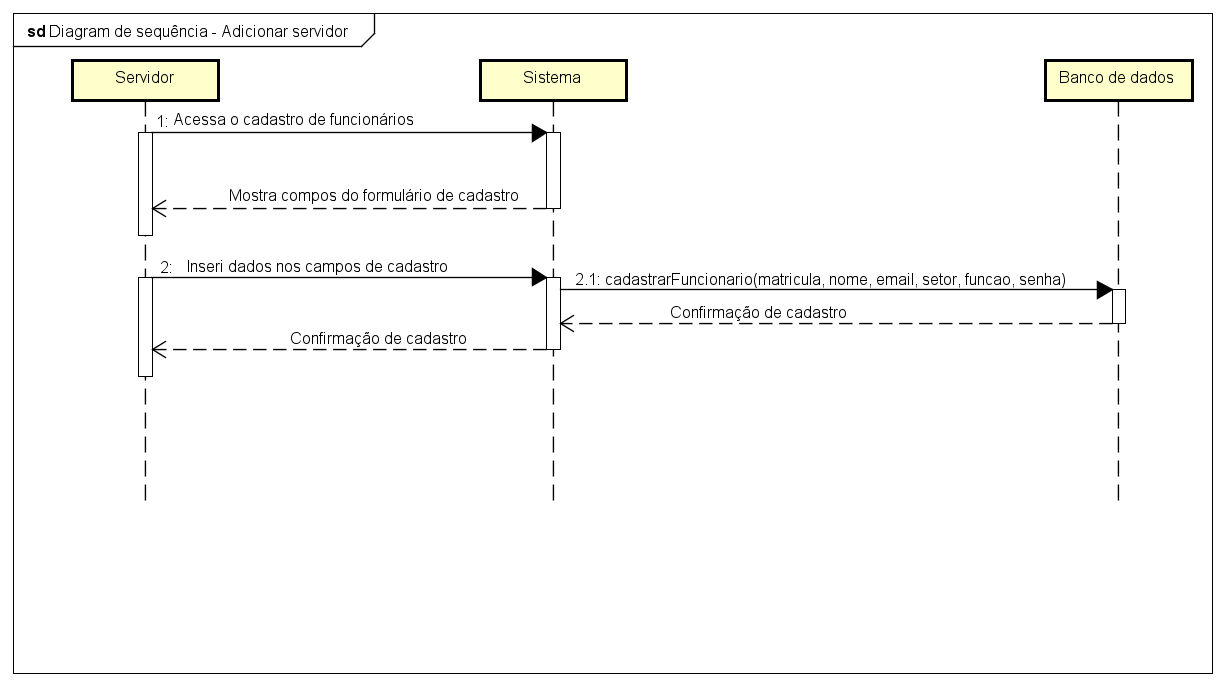 sd Diagram de sequência - Adicionar servidor
Servidor
Sistema
Banco de dados
1: Acessa o cadastro de funcionários
Mostra compos do formulário de cadastro
2: Inseri dados nos campos de cadastro
2.1: cadastrarFuncionario(matricula, nome, email, setor, funcao, senha)
Confirmação de cadastro
Confirmação de cadastro